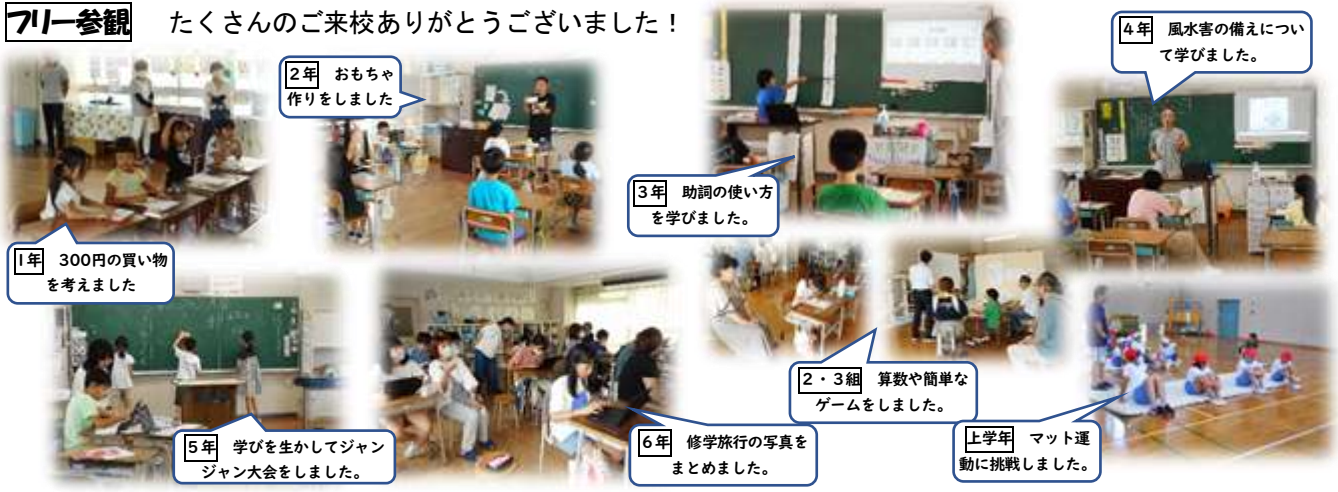 フリー参観 たくさんのご来校ありがとうございました！
2年 おもちゃ
作りをしました
4年 風水害の備えについ
て学びました。
3年 助詞の使い方
を学びました。
1年 300円の買い物
を考えました
2・3組 算数や簡単な
ゲームをしました。
5年 学びを生かしてジャン
ジャン大会をしました。
6年 修学旅行の写真を
まとめました。
上学年 マット運
動に挑戦しました。